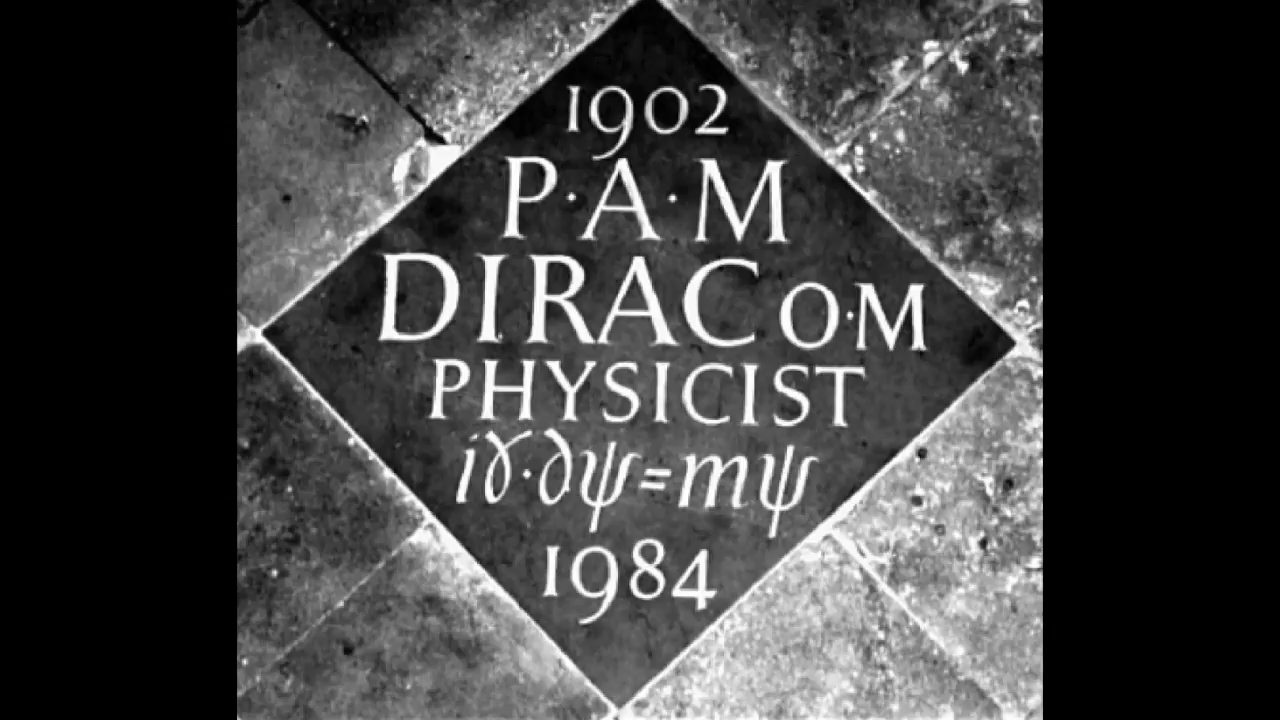 1902
P·A·M
DIRAC O·M
PHYSICIST
iγ·∂ψ=mψ
1984